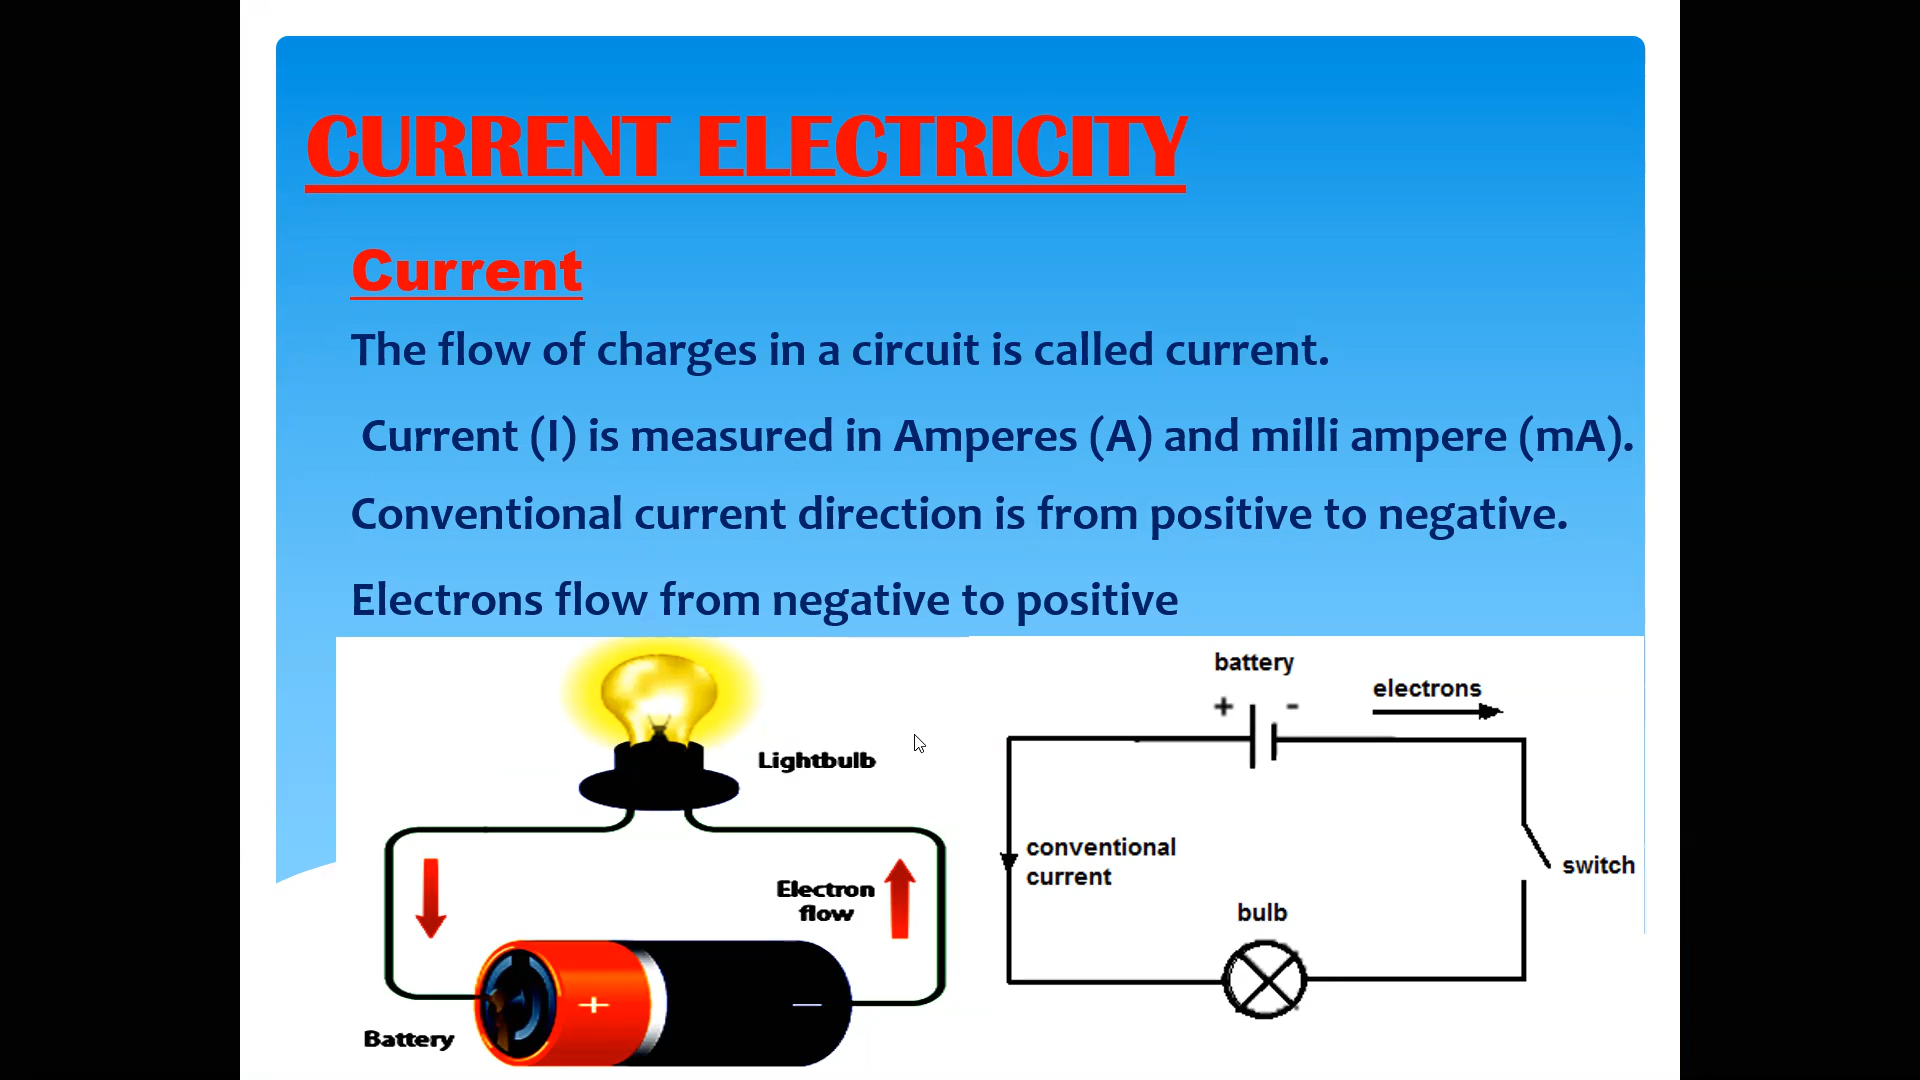 CURRENT ELECTRICITY
Current
The flow of charges in a circuit is called current.
Current (I) is measured in Amperes (A) and milli ampere (mA).
Conventional current direction is from positive to negative.
Electrons flow from negative to positive
Lightbulb
Electron
flow
+
−
Battery
battery
+ -
electrons
conventional
current
switch
bulb